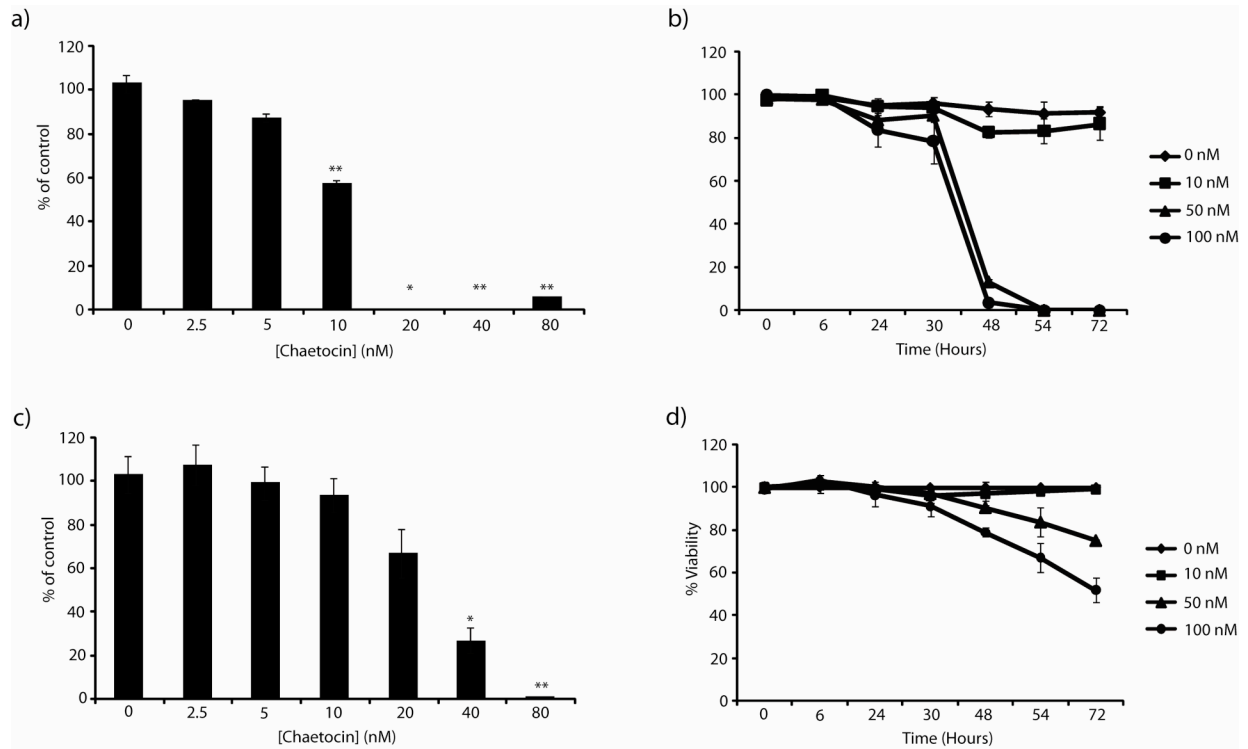 a)
120
100
80
60
40
20
0
% of control
**
*
**
**
0 2.5 5 10 20 40 80
[Chaetocin] (nM)
b)
120
100
80
60
40
20
0
% of control
0 6 24 30 48 54 72
Time (Hours)
0 nM
10 nM
50 nM
100 nM
c)
120
100
80
60
40
20
0
% of control
*
**
0 2.5 5 10 20 40 80
[Chaetocin] (nM)
d)
120
100
80
60
40
20
0
% Viability
0 6 24 30 48 54 72
Time (Hours)
0 nM
10 nM
50 nM
100 nM